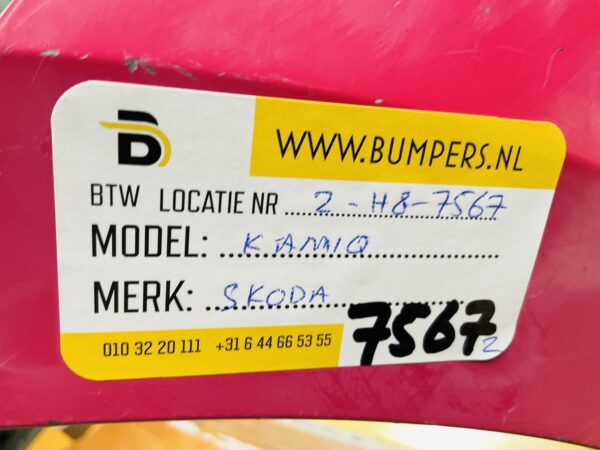 B
WWW.BUMPERS.NL
BTW LOCATIE NR 2-H8-7567
MODEL: KAMIQ
MERK: SKODA
010 32 20 111 +31 6 44 66 53 55
7567 2